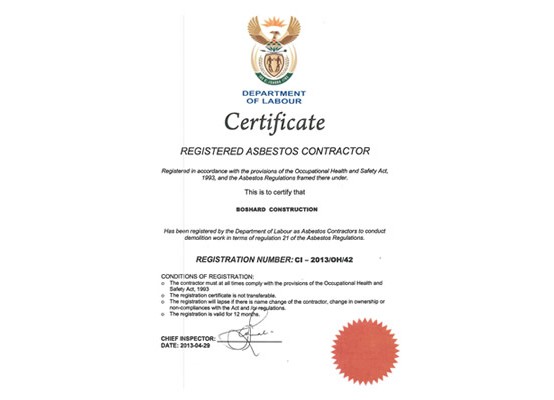 DEPARTMENT
OF LABOUR
Certificate
REGISTERED ASBESTOS CONTRACTOR
Registered in accordance with the provisions of the Occupational Health and Safety Act,
1993, and the Asbestos Regulations framed there under.
This is to certify that
BOSHARD CONSTRUCTION
Has been registered by the Department of Labour as Asbestos Contractors to conduct
demolition work in terms of regulation 21 of the Asbestos Regulations.
REGISTRATION NUMBER: CI – 2013/OH/42
CONDITIONS OF REGISTRATION:
o The contractor must at all times comply with the provisions of the Occupational Health and
Safety Act, 1993
o The registration certificate is not transferable.
o The registration will lapse if there is name change of the contractor, change in ownership or
non-compliances with the Act and /or regulations.
o The registration is valid for 12 months.
CHIEF INSPECTOR:
DATE: 2013-04-29